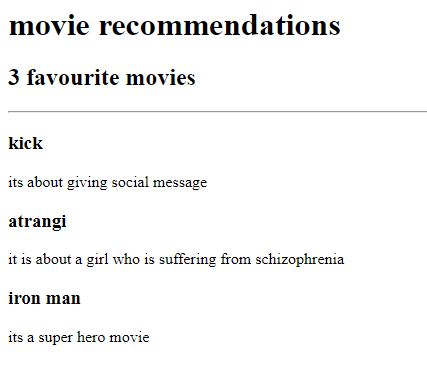 movie recommendations
3 favourite movies
kick
its about giving social message
atrangi
it is about a girl who is suffering from schizophrenia
iron man
its a super hero movie